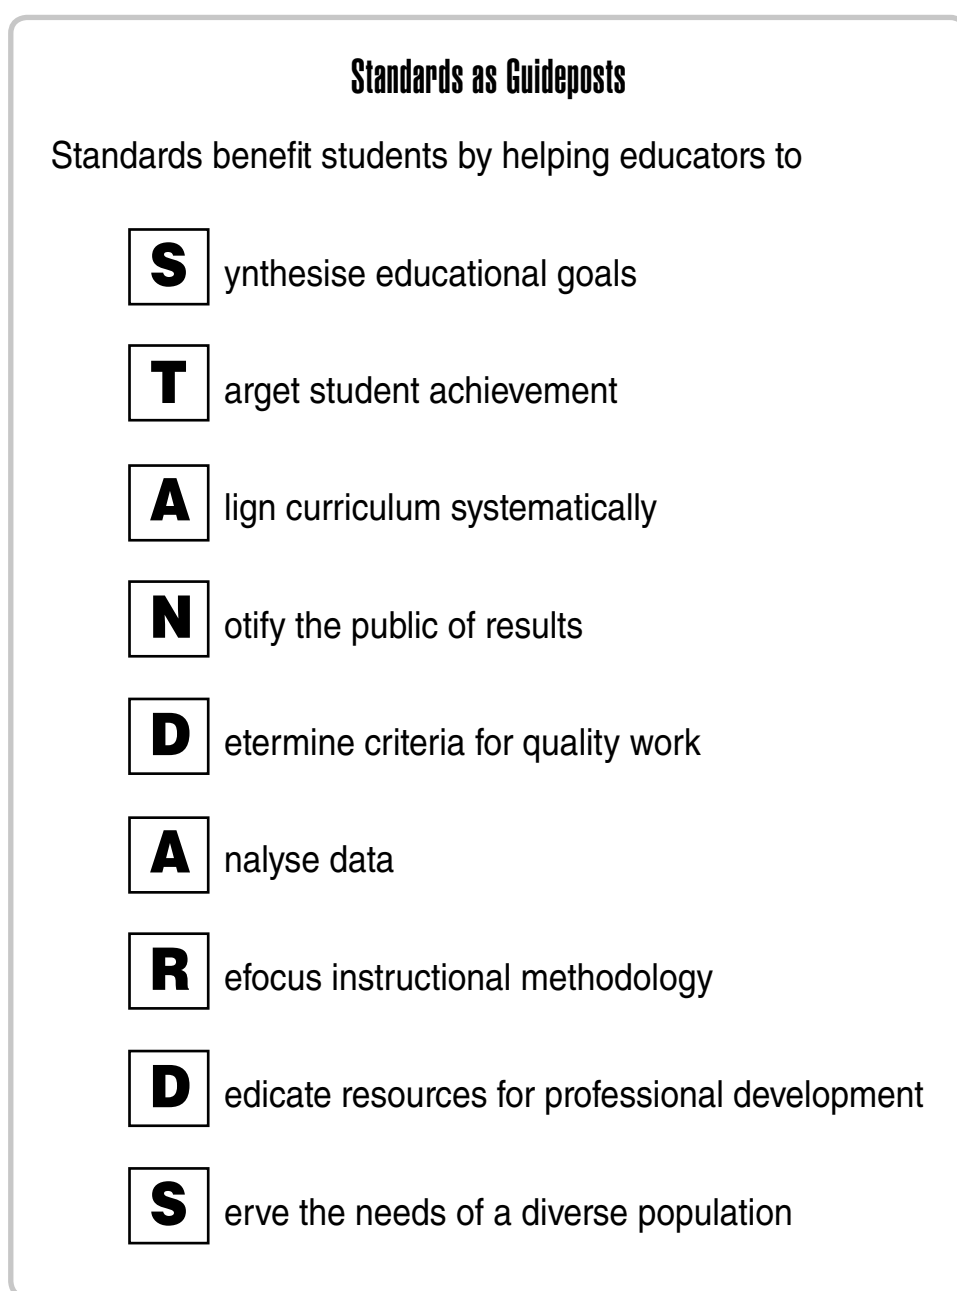 Standards as Guideposts
Standards benefit students by helping educators to
S ynthesise educational goals
T arget student achievement
A lign curriculum systematically
N otify the public of results
D etermine criteria for quality work
A nalyse data
R efocus instructional methodology
D edicate resources for professional development
S erve the needs of a diverse population